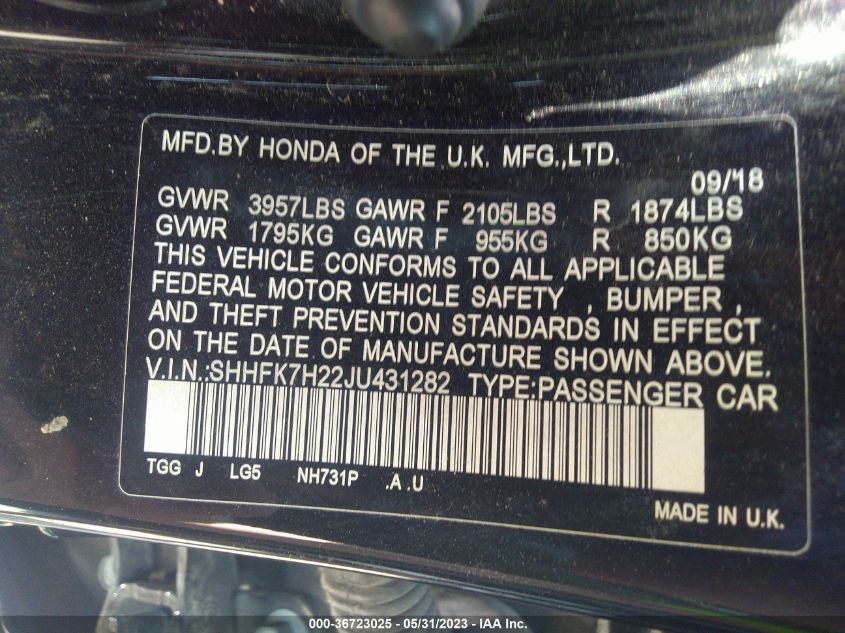 MFD.BY HONDA OF THE U.K. MFG.,LTD.
09/18
GVWR 3957LBS GAWR F 2105LBS R 1874LBS
GVWR 1795KG GAWR F 955KG R 850KG
THIS VEHICLE CONFORMS TO ALL APPLICABLE
FEDERAL MOTOR VEHICLE SAFETY , BUMPER ,
AND THEFT PREVENTION STANDARDS IN EFFECT
ON THE DATE OF MANUFACTURE SHOWN ABOVE.
V.I.N.:SHHFK7H22JU431282 TYPE:PASSENGER CAR
TGG J LG5 NH731P .A .U
MADE IN U.K.
000-36723025 - 05/31/2023 - © IAA Inc.